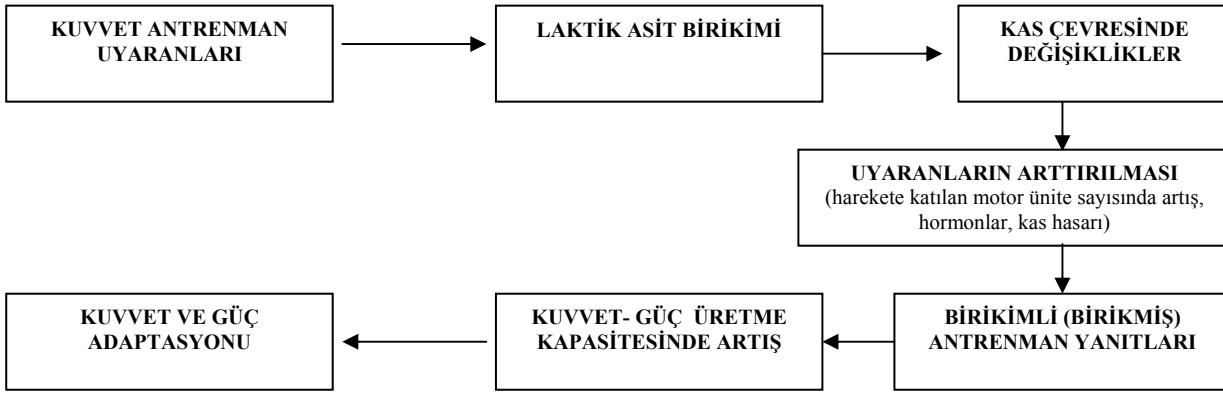 KUVVET ANTRENMAN
UYARANLARI
LAKTİK ASİT BİRİKİMİ
KAS ÇEVRESİNDE
DEĞİŞİKLİKLER
UYARANLARIN ARTTIRILMASI
(harekete katılan motor ünite sayısında artış,
hormonlar, kas hasarı)
BİRİKİMLİ (BİRİKMİŞ)
ANTRENMAN YANITLARI
KUVVET- GÜÇ ÜRETME
KAPASİTESİNDE ARTIŞ
KUVVET VE GÜÇ
ADAPTASYONU